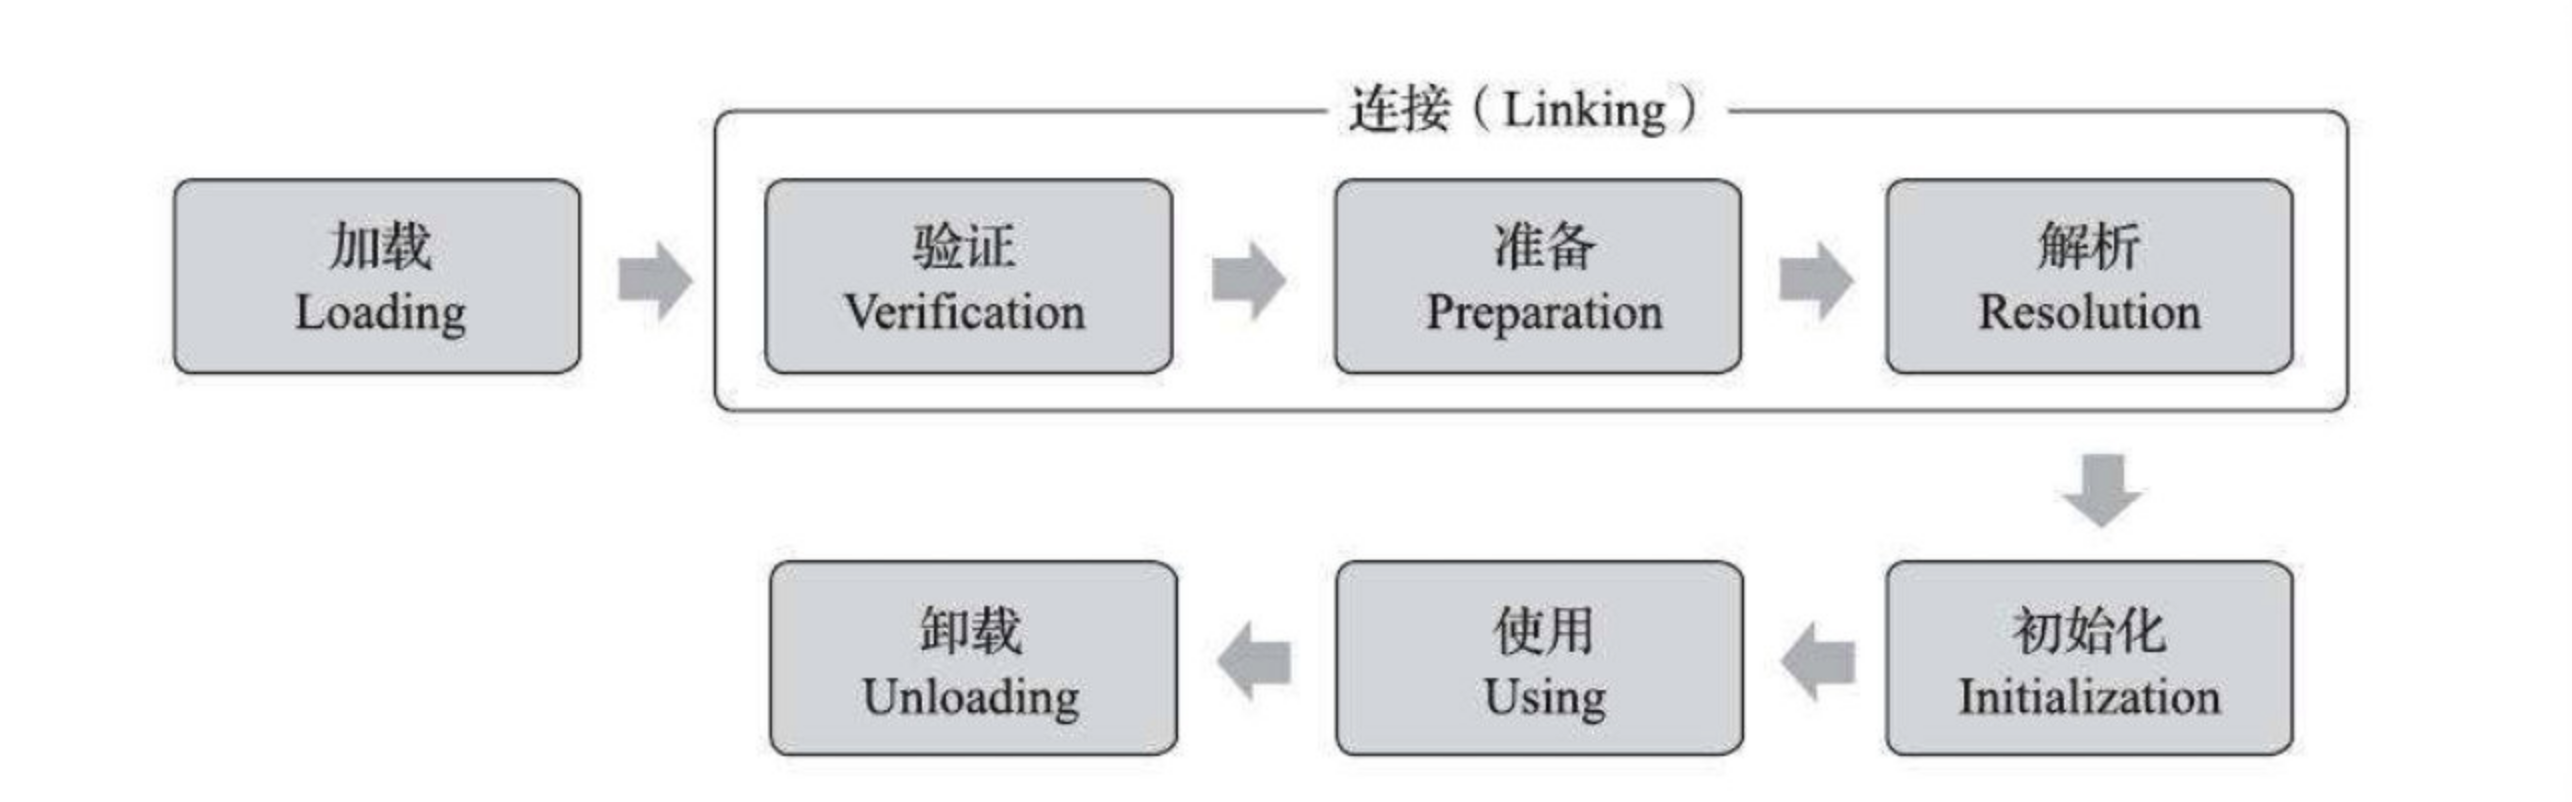 连接（Linking）
加载
Loading
验证
Verification
准备
Preparation
解析
Resolution
初始化
Initialization
使用
Using
卸载
Unloading